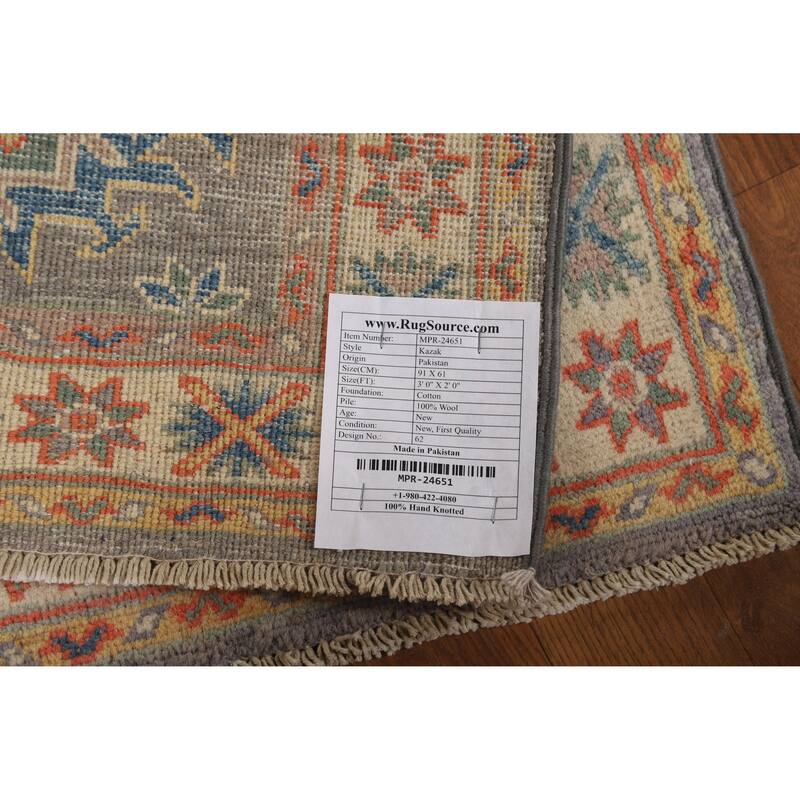 www.RugSource.com
Item Number: MPR-24651
Style Kazak
Origin Pakistan
Size(CM): 91 X 61
Size(FT): 3' 0" X 2' 0"
Foundation: Cotton
Pile: 100% Wool
Age: New
Condition: New, First Quality
Design No.: 62
Made in Pakistan
MPR-24651
+1-980-422-4080
100% Hand Knotted